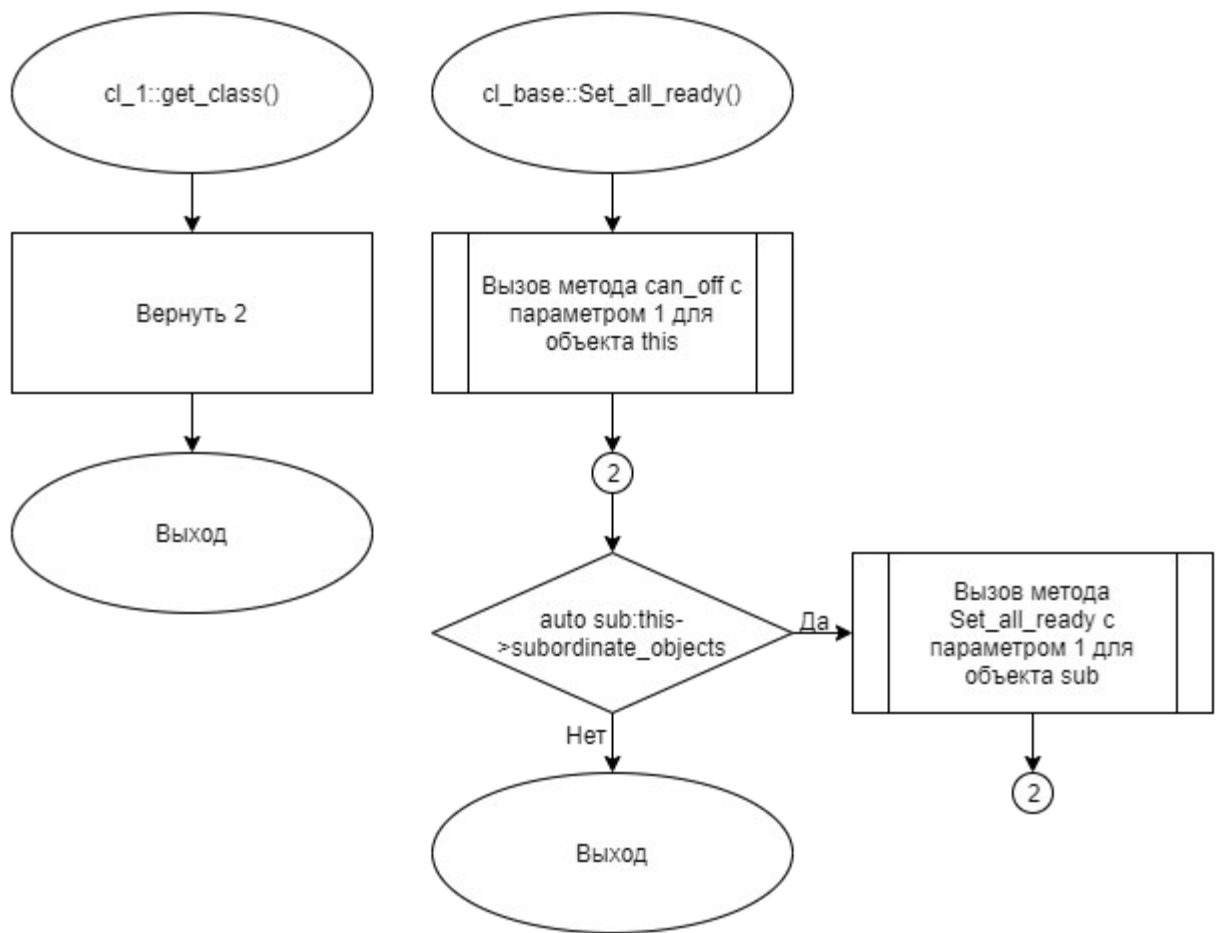 cl_1::get_class()
Вернуть 2
Выход
cl_base::Set_all_ready()
Вызов метода can_off с
параметром 1 для
объекта this
2
auto sub:this-
>subordinate_objects
Да
Вызов метода
Set_all_ready с
параметром 1 для
объекта sub
2
Нет
Выход